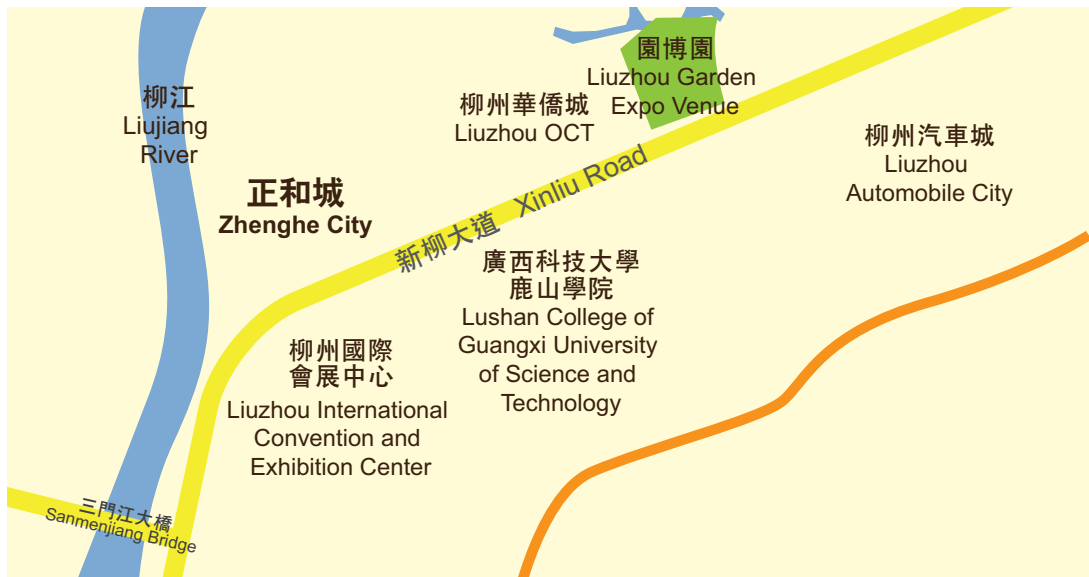 園博園
Liuzhou Garden
Expo Venue
柳江
Liujiang
River
柳州華僑城
Liuzhou OCT
柳州汽車城
Liuzhou
Automobile City
正和城
Zhenghe City
新柳大道 Xinliu Road
廣西科技大學
鹿山學院
Lushan College of
Guangxi University
of Science and
Technology
柳州國際
會展中心
Liuzhou International
Convention and
Exhibition Center
三門江大橋
Sanmenjiang Bridge